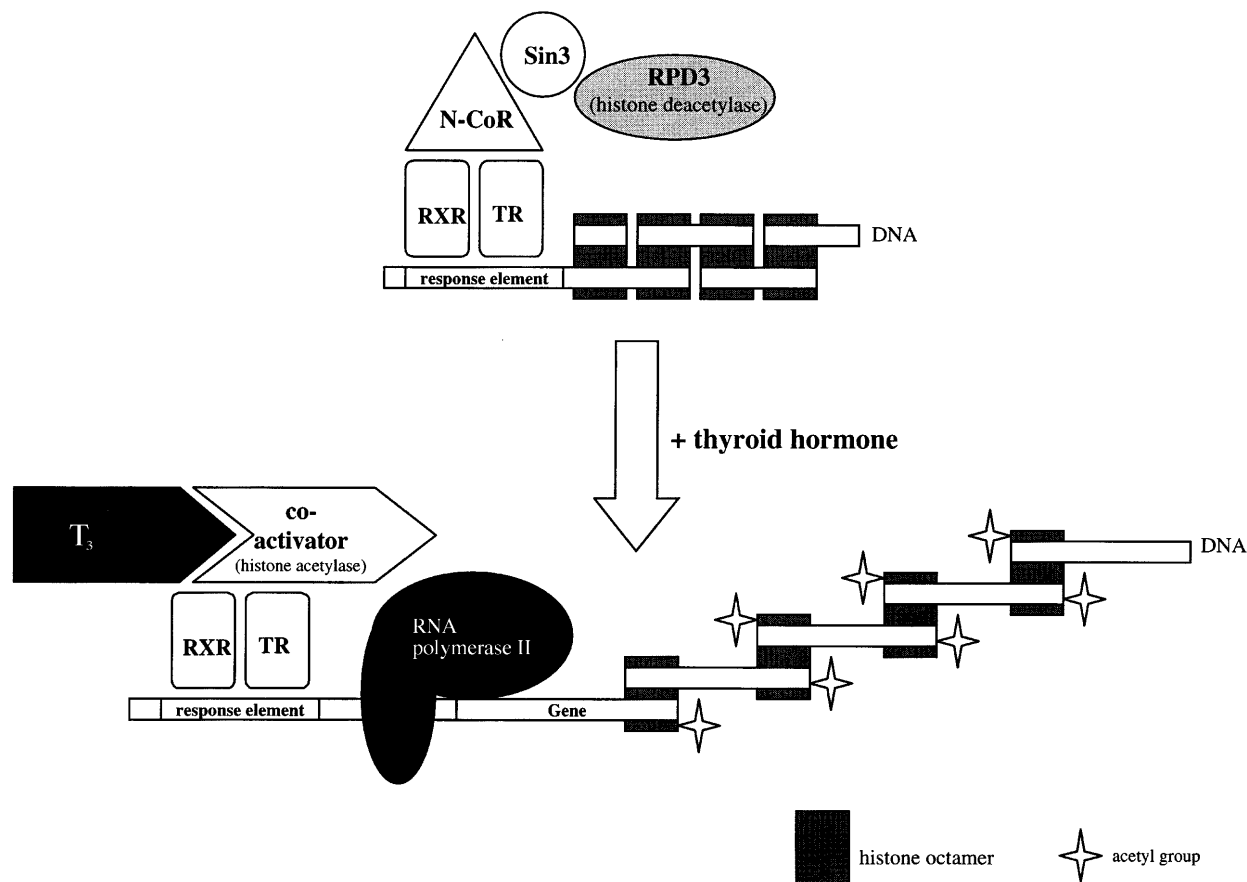 Sin3
RPD3
(histone deacetylase)
N-CoR
RXR
TR
DNA
response element
+ thyroid hormone
T3
co-
activator
(histone acetylase)
DNA
RNA
polymerase II
RXR
TR
response element
Gene
histone octamer
acetyl group